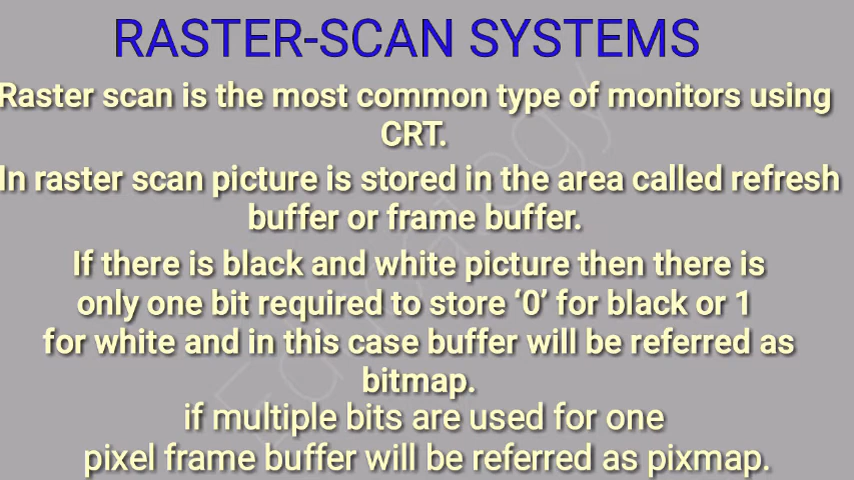 RASTER-SCAN SYSTEMS
Raster scan is the most common type of monitors using
CRT.
In raster scan picture is stored in the area called refresh
buffer or frame buffer.
If there is black and white picture then there is
only one bit required to store ‘0’ for black or 1
for white and in this case buffer will be referred as
bitmap.
if multiple bits are used for one
pixel frame buffer will be referred as pixmap.